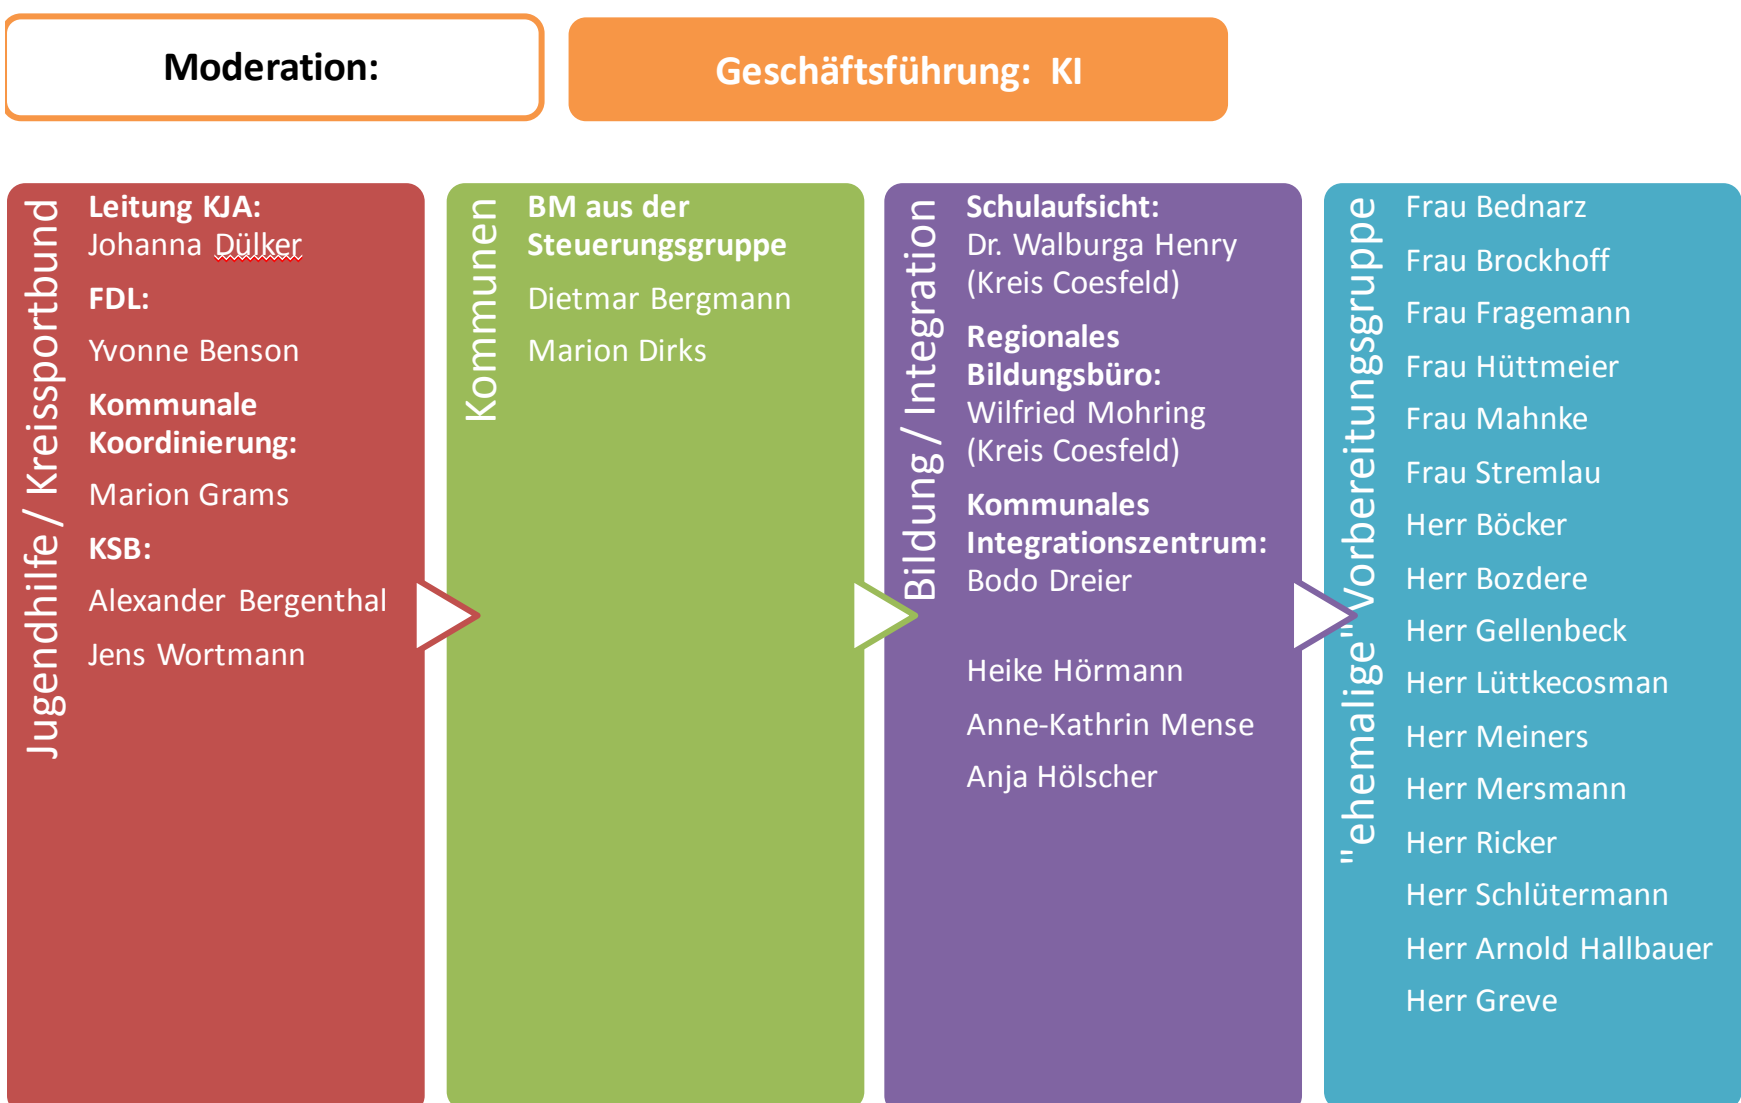 Moderation:
Geschäftsführung: KI
Jugendhilfe / Kreissportbund
Leitung KJA:
Johanna Dülker
FDL:
Yvonne Benson
Kommunale
Koordinierung:
Marion Grams
KSB:
Alexander Bergenthal
Jens Wortmann
Kommunen
BM aus der
Steuerungsgruppe
Dietmar Bergmann
Marion Dirks
Bildung / Integration
Schulaufsicht:
Dr. Walburga Henry
(Kreis Coesfeld)
Regionales
Bildungsbüro:
Wilfried Mohring
(Kreis Coesfeld)
Kommunales
Integrationszentrum:
Bodo Dreier
Heike Hörmann
Anne-Kathrin Mense
Anja Hölscher
"ehemalige" Vorbereitungsgruppe
Frau Bednarz
Frau Brockhoff
Frau Fragemann
Frau Hüttmeier
Frau Mahnke
Frau Stremlau
Herr Böcker
Herr Bozdere
Herr Gellenbeck
Herr Lüttkecosman
Herr Meiners
Herr Mersmann
Herr Ricker
Herr Schlütermann
Herr Arnold Hallbauer
Herr Greve